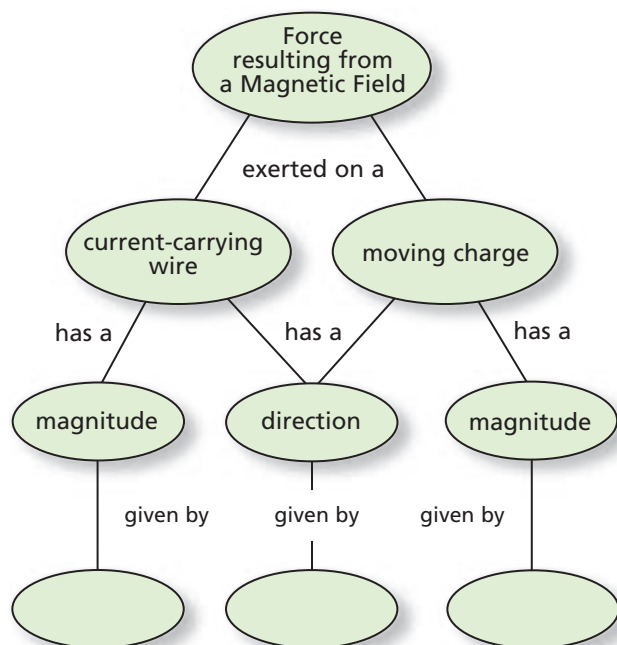 Force
resulting from
a Magnetic Field
exerted on a
current-carrying
wire
moving charge
has a
has a
has a
magnitude
direction
magnitude
given by
given by
given by